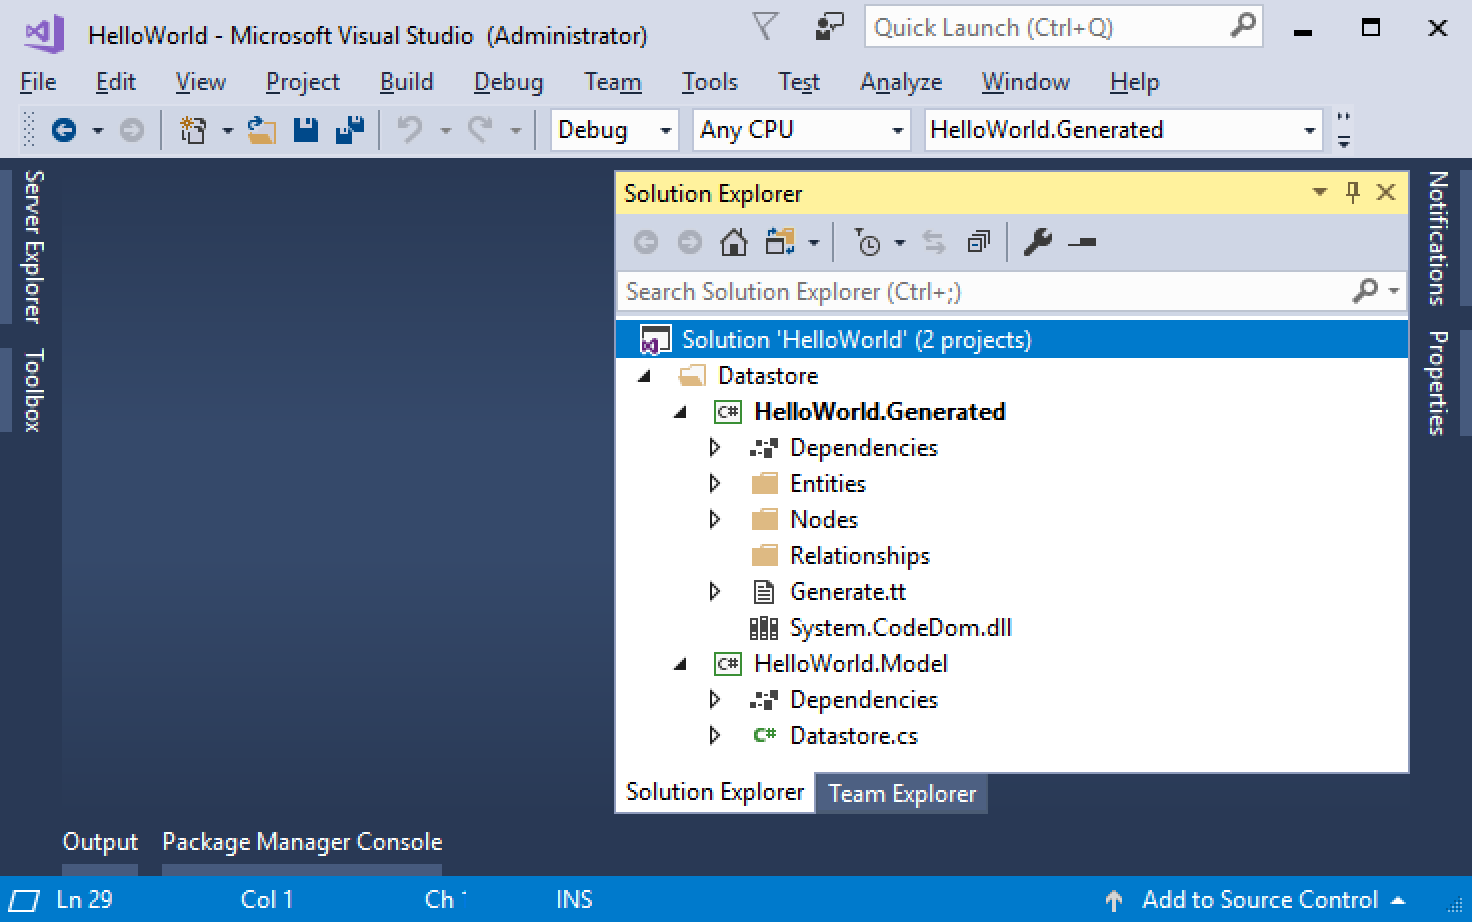 HelloWorld - Microsoft Visual Studio (Administrator)
Quick Launch (Ctrl+Q)
File Edit View Project Build Debug Team Tools Test Analyze Window Help
Debug Any CPU HelloWorld.Generated
Server Explorer
Toolbox
Solution Explorer
Search Solution Explorer (Ctrl+;)
Solution 'HelloWorld' (2 projects)
Datastore
C# HelloWorld.Generated
Dependencies
Entities
Nodes
Relationships
Generate.tt
System.CodeDom.dll
C# HelloWorld.Model
Dependencies
C# Datastore.cs
Solution Explorer Team Explorer
Notifications
Properties
Output Package Manager Console
Ln 29 Col 1 Ch INS Add to Source Control